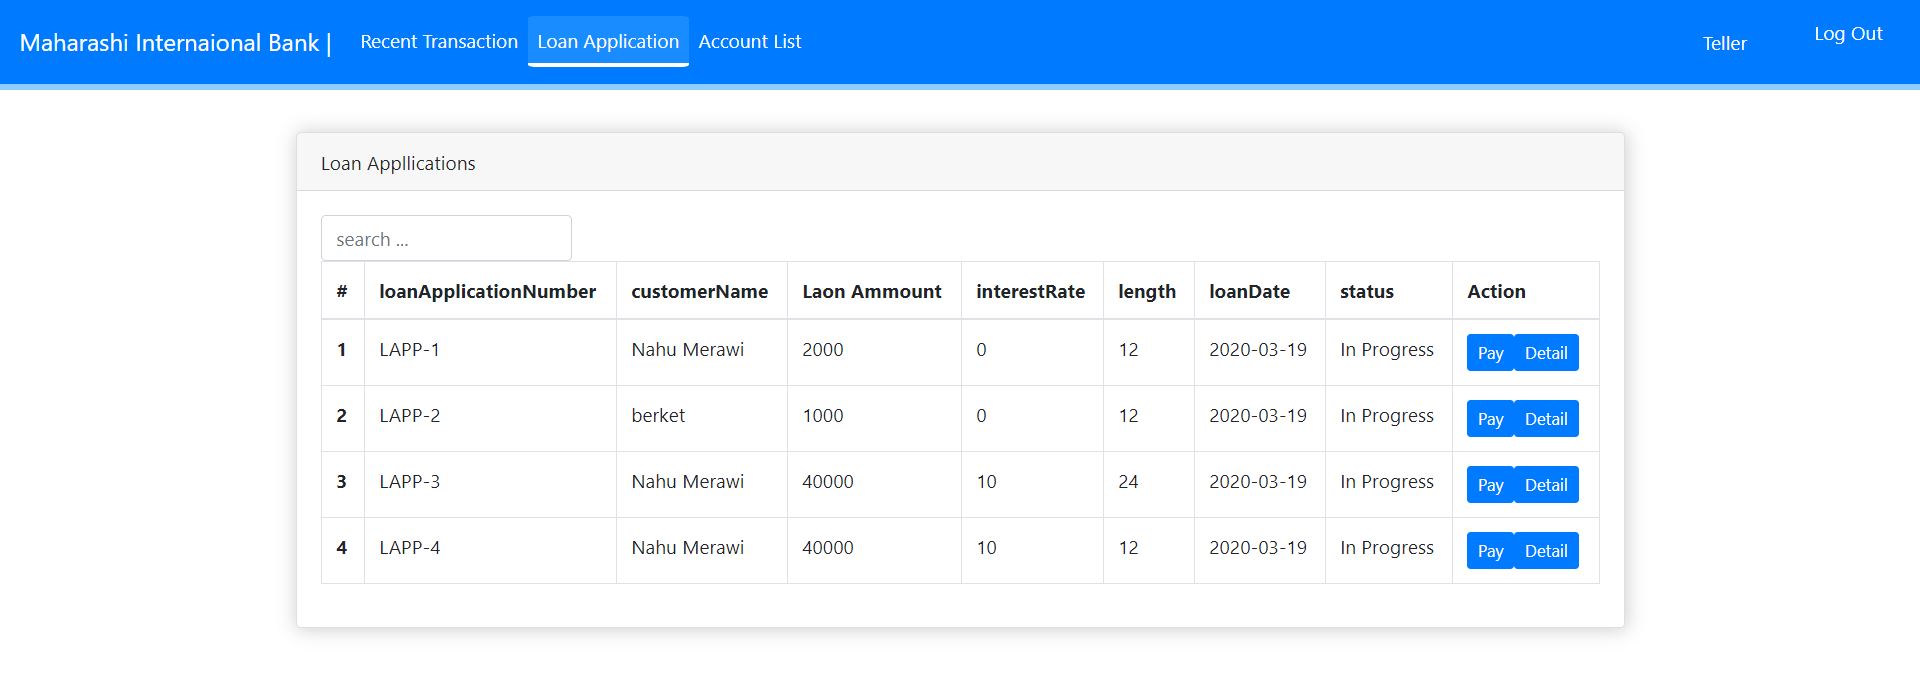 Maharashi Internaional Bank | Recent Transaction Loan Application Account List Teller Log Out
Loan Appllications
search ...
# loanApplicationNumber customerName Laon Ammount interestRate length loanDate status Action
1 LAPP-1 Nahu Merawi 2000 0 12 2020-03-19 In Progress Pay Detail
2 LAPP-2 berket 1000 0 12 2020-03-19 In Progress Pay Detail
3 LAPP-3 Nahu Merawi 40000 10 24 2020-03-19 In Progress Pay Detail
4 LAPP-4 Nahu Merawi 40000 10 12 2020-03-19 In Progress Pay Detail